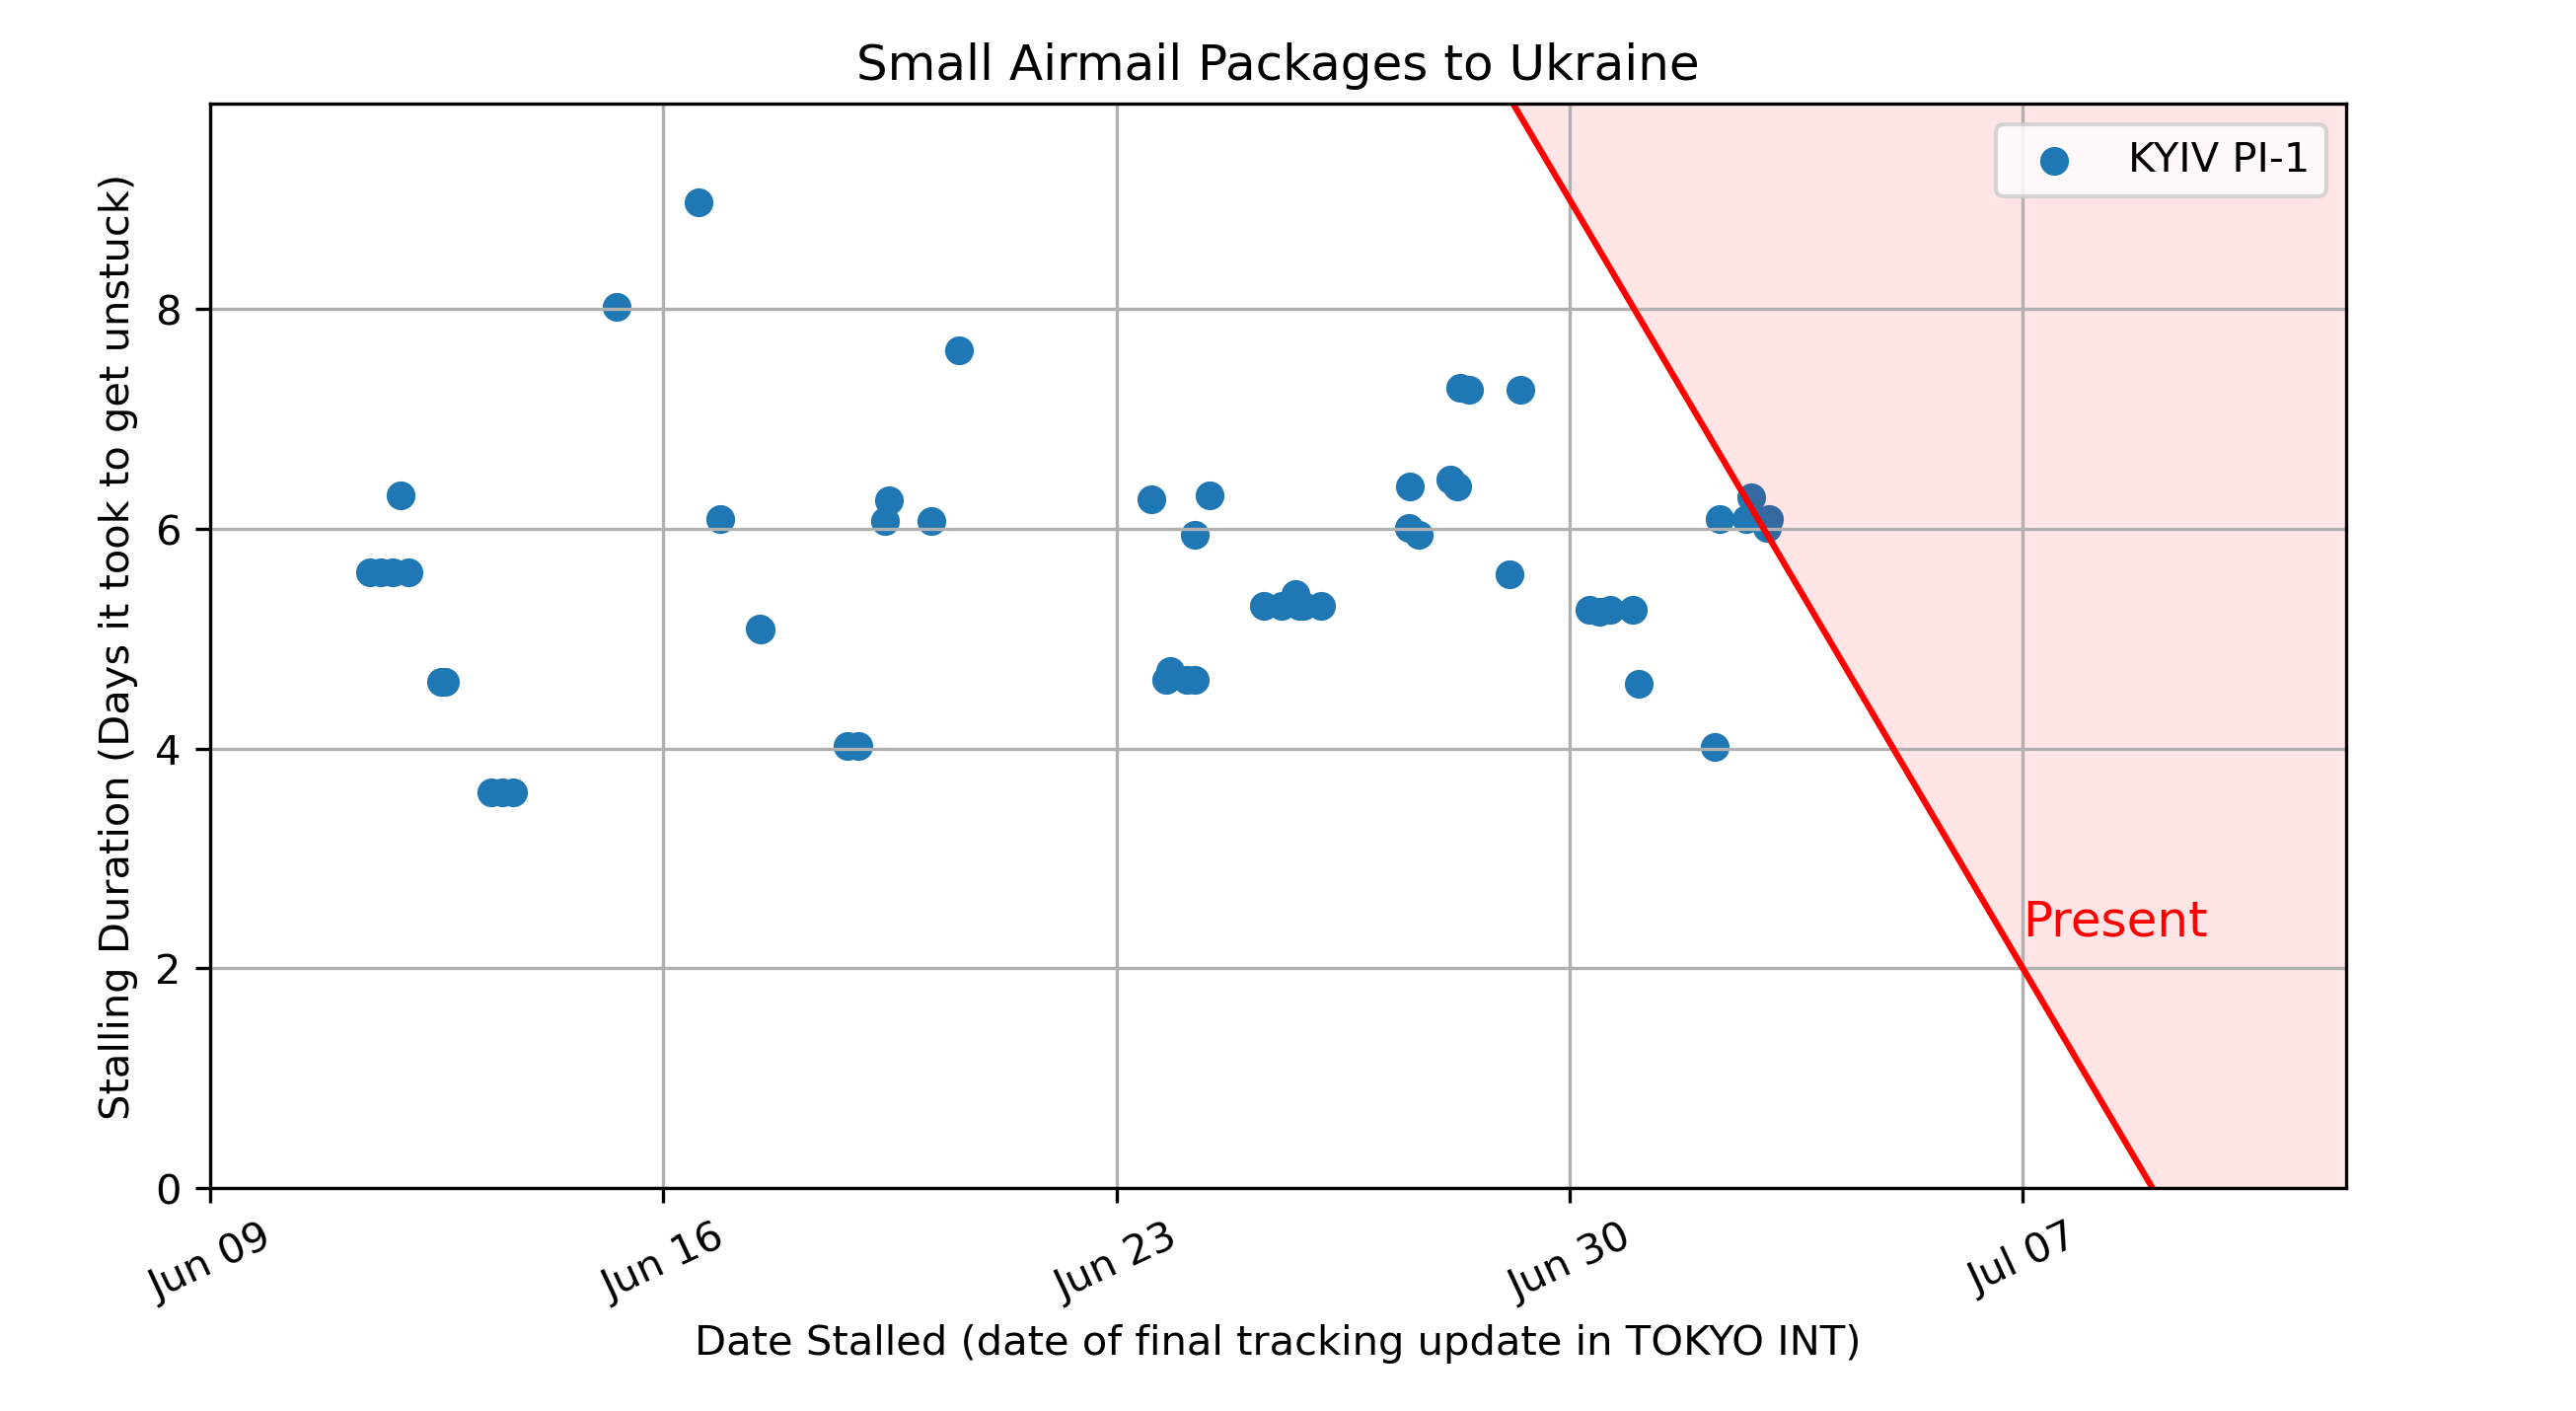 Small Airmail Packages to Ukraine
KYIV PI-1
Stalling Duration (Days it took to get unstuck)
8
6
4
2
0
Present
Jun 09
Jun 16
Jun 23
Jun 30
Jul 07
Date Stalled (date of final tracking update in TOKYO INT)